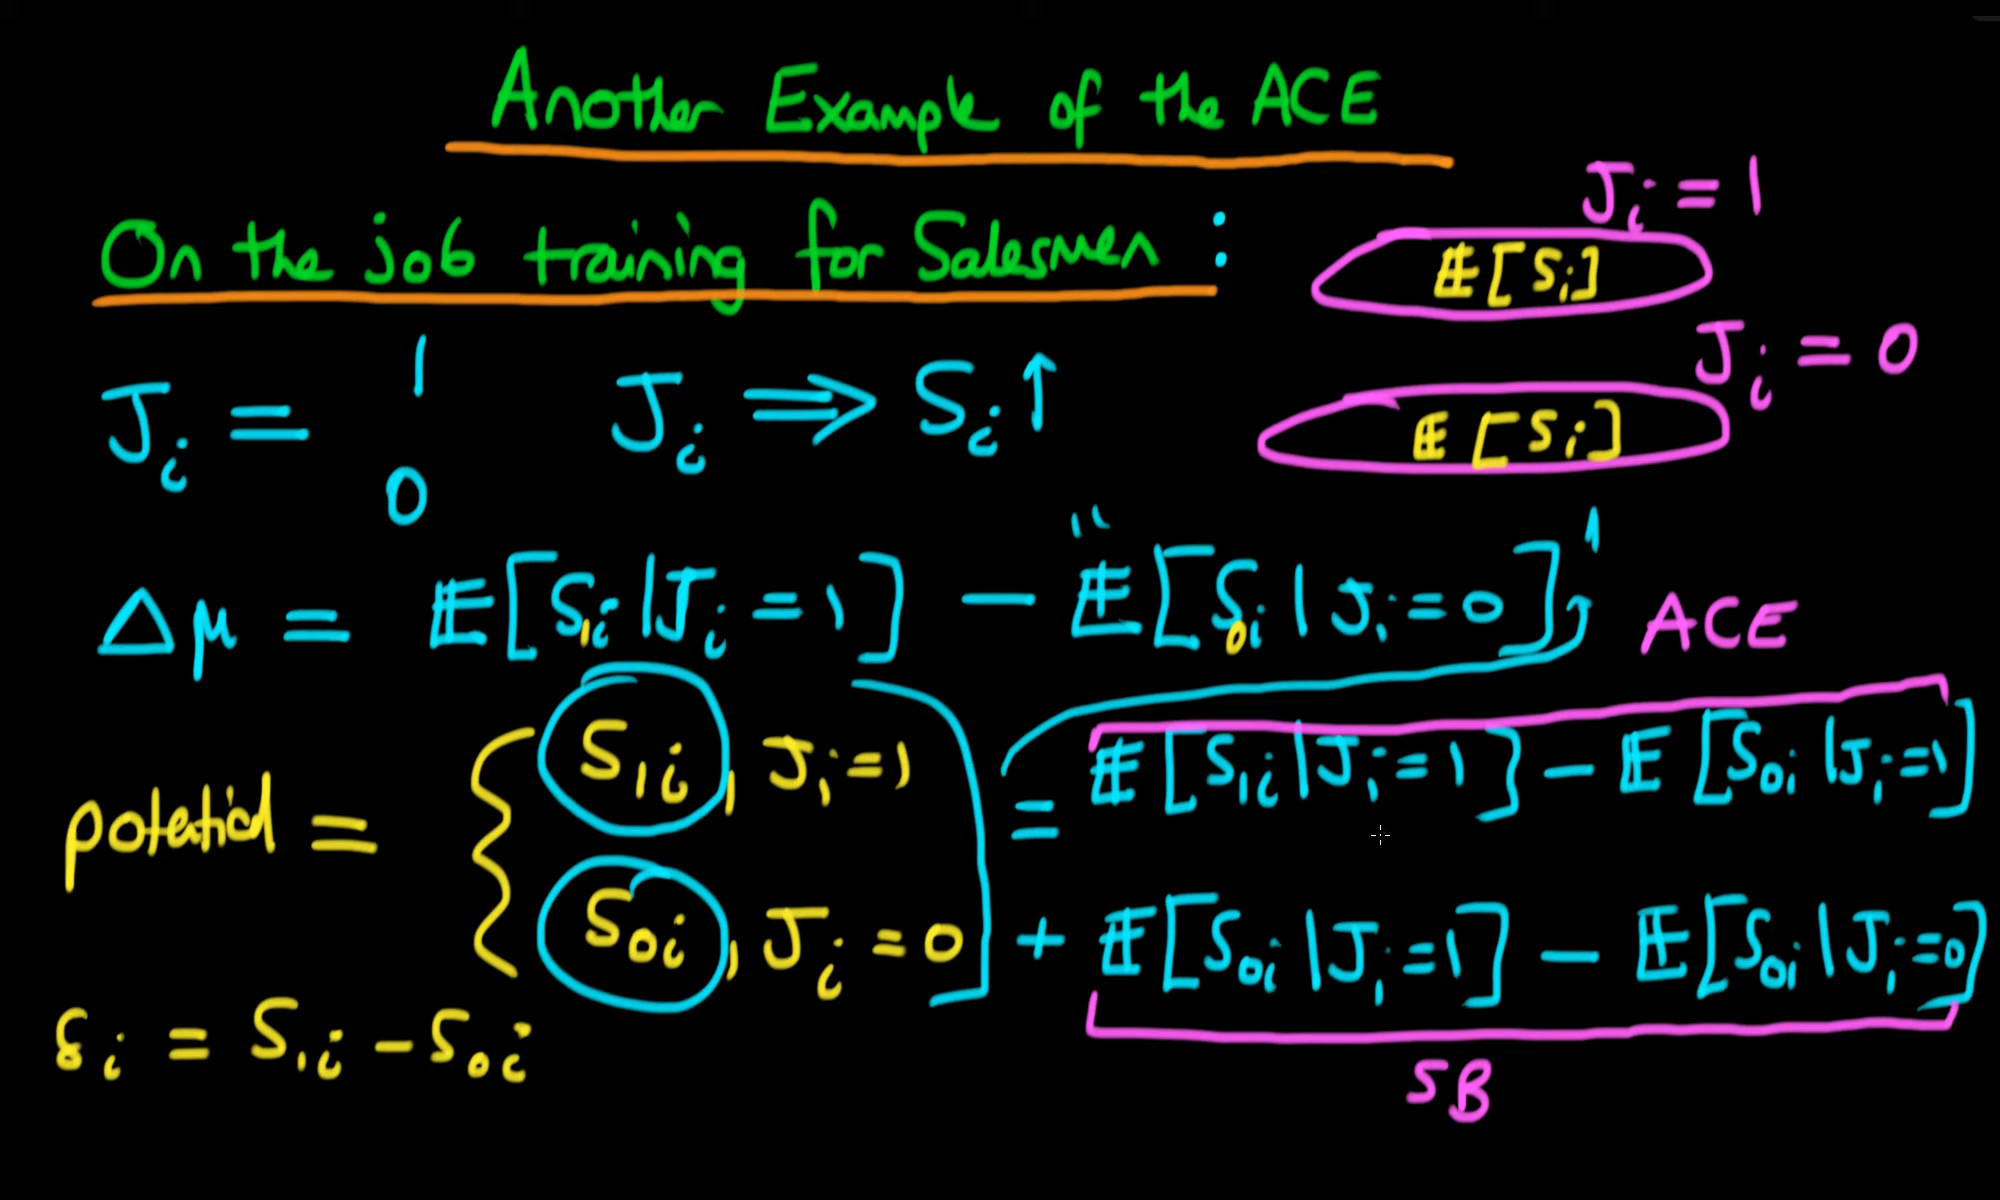 Another Example of the ACE
On the job training for Salesmen :
J_i = 1
𝔼[S_i]
J_i = 0
𝔼[S_i]
J_i = 1
0
J_i ⇒ S_i ↑
Δμ = 𝔼[S_1i | J_i = 1] − "𝔼[S_0i | J_i = 0]"
ACE
potential = { S_1i, J_i = 1
S_0i, J_i = 0
= 𝔼[S_1i | J_i = 1] − 𝔼[S_0i | J_i = 1]
+ 𝔼[S_0i | J_i = 1] − 𝔼[S_0i | J_i = 0]
SB
δ_i = S_1i − S_0i